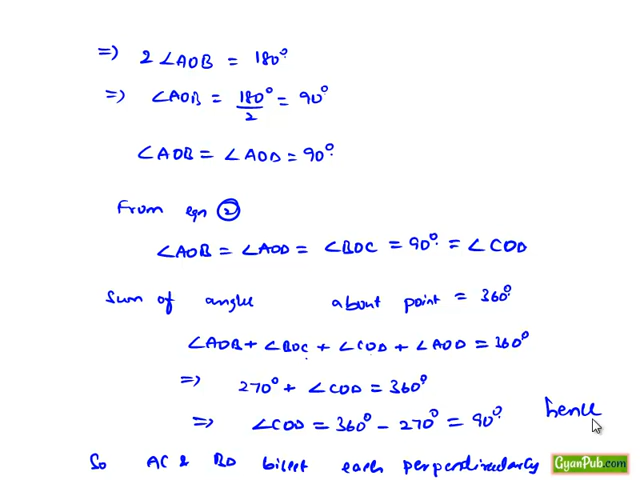 =) 2 ∠AOB = 180°
=) ∠AOB = 180°/2 = 90°
∠AOB = ∠AOD = 90°
From eqn ②
∠AOB = ∠AOD = ∠BOC = 90° = ∠COD
Sum of angle about point = 360°
∠AOB + ∠BOC + ∠COD + ∠AOD = 360°
=) 270° + ∠COD = 360°
=) ∠COD = 360° - 270° = 90° hence
So AC & BD bisect each perpendicularly
GyanPub.com